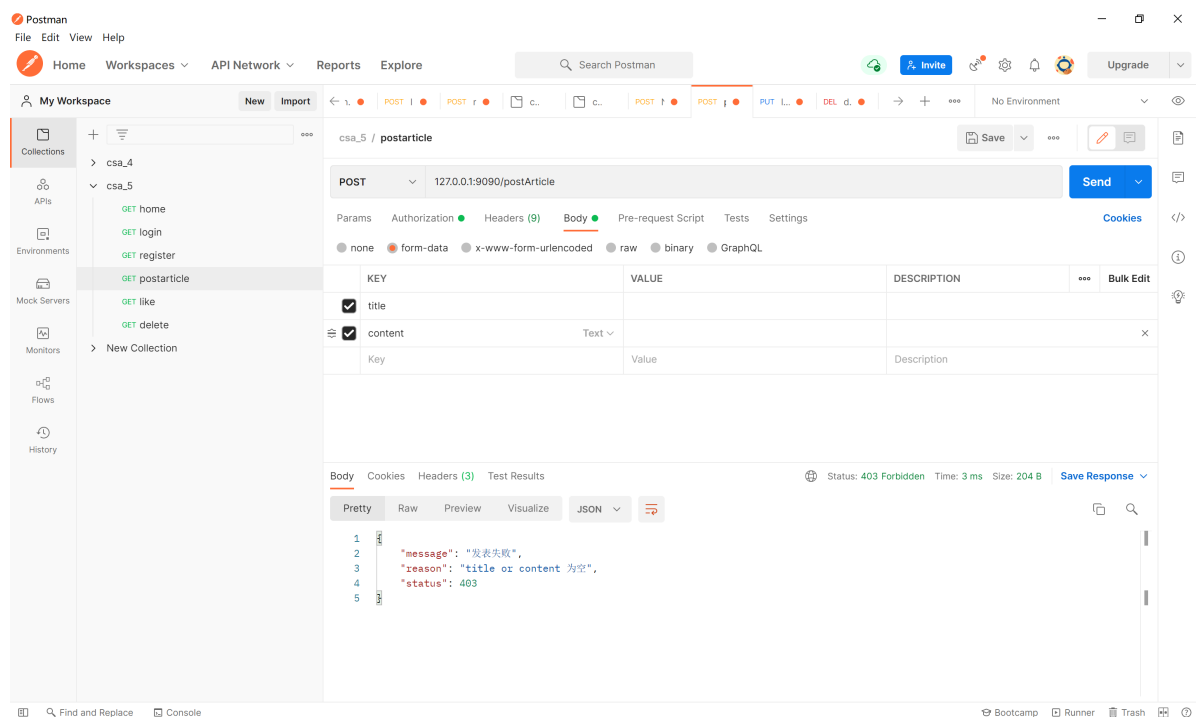 Postman
File Edit View Help
Home Workspaces API Network Reports Explore Search Postman Invite Upgrade
My Workspace New Import
POST POST c.. c.. POST POST PUT DEL d. No Environment
Collections
APIs
Environments
Mock Servers
Monitors
Flows
History
csa_4
csa_5
GET home
GET login
GET register
GET postarticle
GET like
GET delete
New Collection
csa_5 / postarticle Save
POST 127.0.0.1:9090/postArticle Send
Params Authorization Headers (9) Body Pre-request Script Tests Settings Cookies
none form-data x-www-form-urlencoded raw binary GraphQL
KEY VALUE DESCRIPTION Bulk Edit
title
content Text
Key Value Description
Body Cookies Headers (3) Test Results Status: 403 Forbidden Time: 3 ms Size: 204 B Save Response
Pretty Raw Preview Visualize JSON
1 {
2 "message": "发表失败",
3 "reason": "title or content 为空",
4 "status": 403
5 }
Find and Replace Console Bootcamp Runner Trash